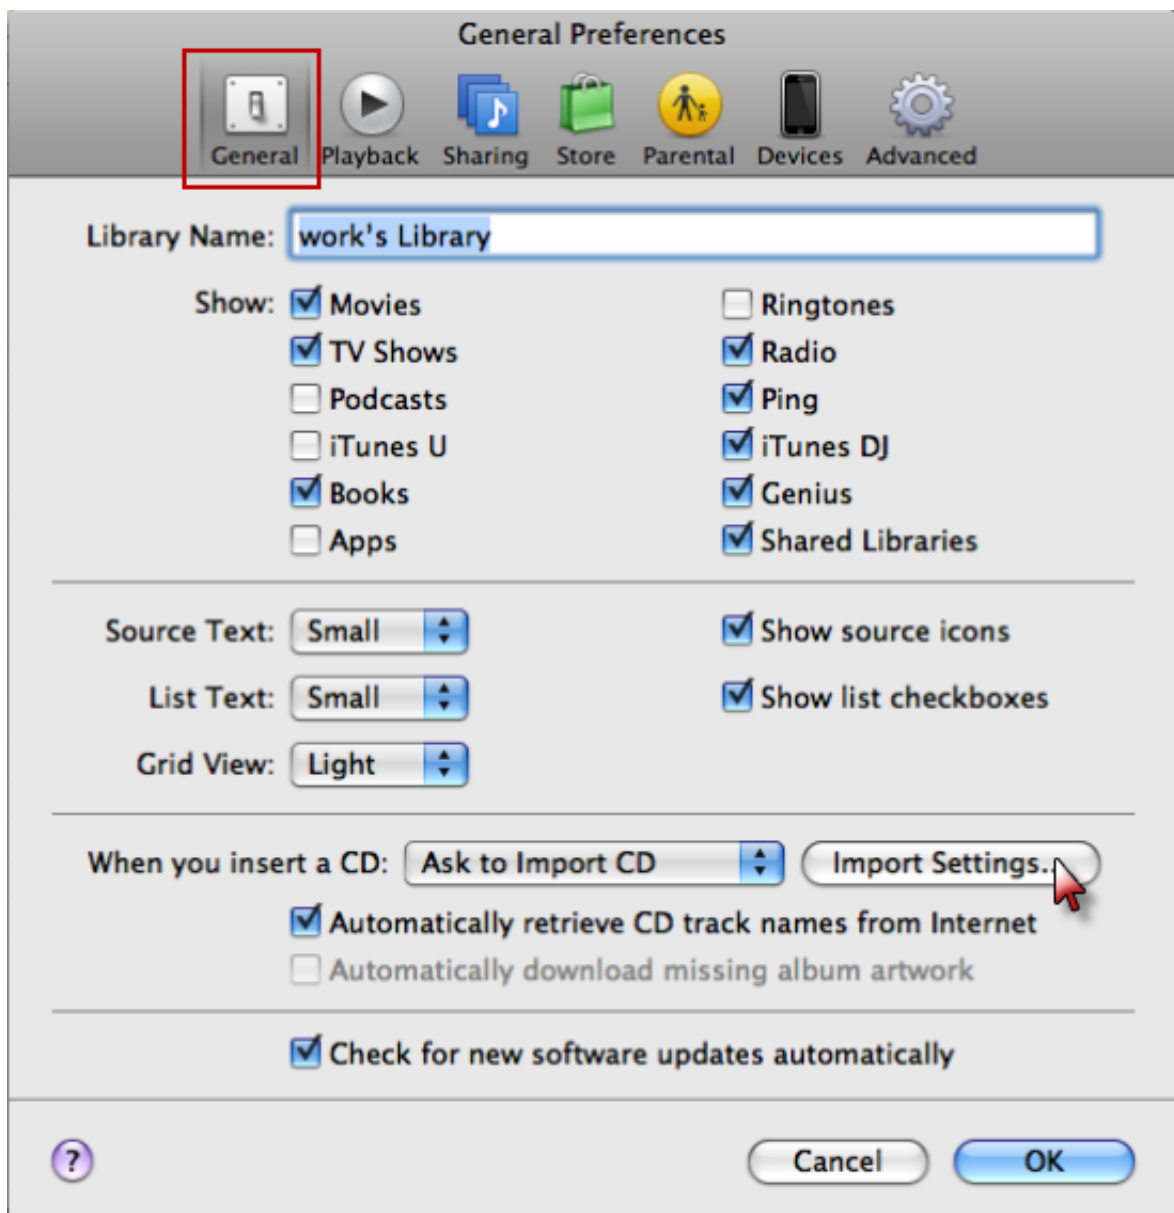 General Preferences
General Playback Sharing Store Parental Devices Advanced
Library Name: work's Library
Show: Movies Ringtones
TV Shows Radio
Podcasts Ping
iTunes U iTunes DJ
Books Genius
Apps Shared Libraries
Source Text: Small Show source icons
List Text: Small Show list checkboxes
Grid View: Light
When you insert a CD: Ask to Import CD Import Settings...
Automatically retrieve CD track names from Internet
Automatically download missing album artwork
Check for new software updates automatically
? Cancel OK